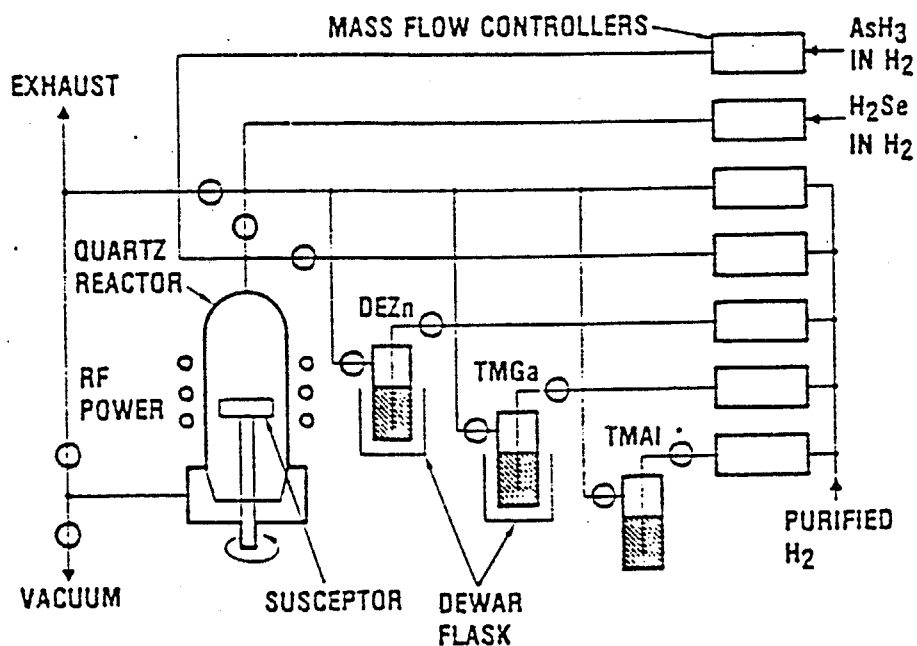 MASS FLOW CONTROLLERS
AsH3
IN H2
EXHAUST
H2Se
IN H2
QUARTZ
REACTOR
DEZn
RF
POWER
TMGa
TMAl
PURIFIED
H2
VACUUM
SUSCEPTOR
DEWAR
FLASK